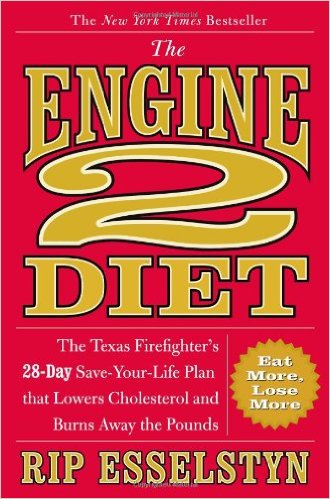 The New York Times Bestseller
The
ENGINE
2
DIET
The Texas Firefighter's
28-Day Save-Your-Life Plan
that Lowers Cholesterol and
Burns Away the Pounds
Eat
More,
Lose
More
RIP ESSELSTYN